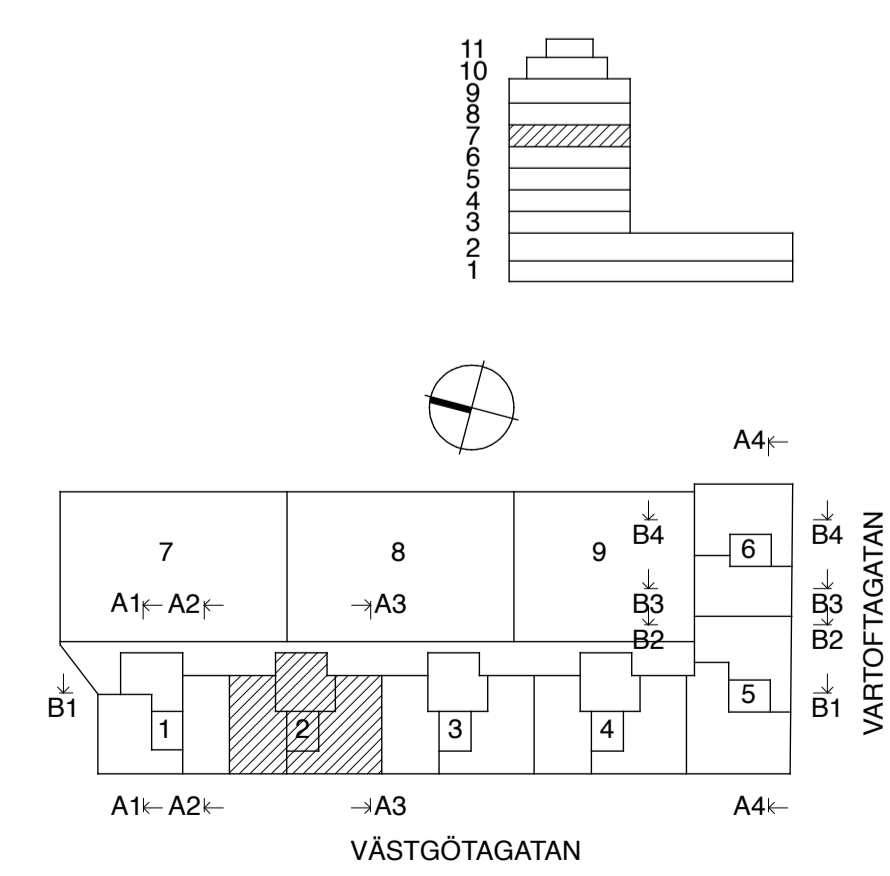 11
10
9
8
7
6
5
4
3
2
1
A4
7
8
9
B4
6
B4
A1 A2
A3
B3
B3
B2
B2
B1
1
2
3
4
5
B1
A1 A2
A3
A4
VÄSTGÖTAGATAN
VARTOFTAGATAN